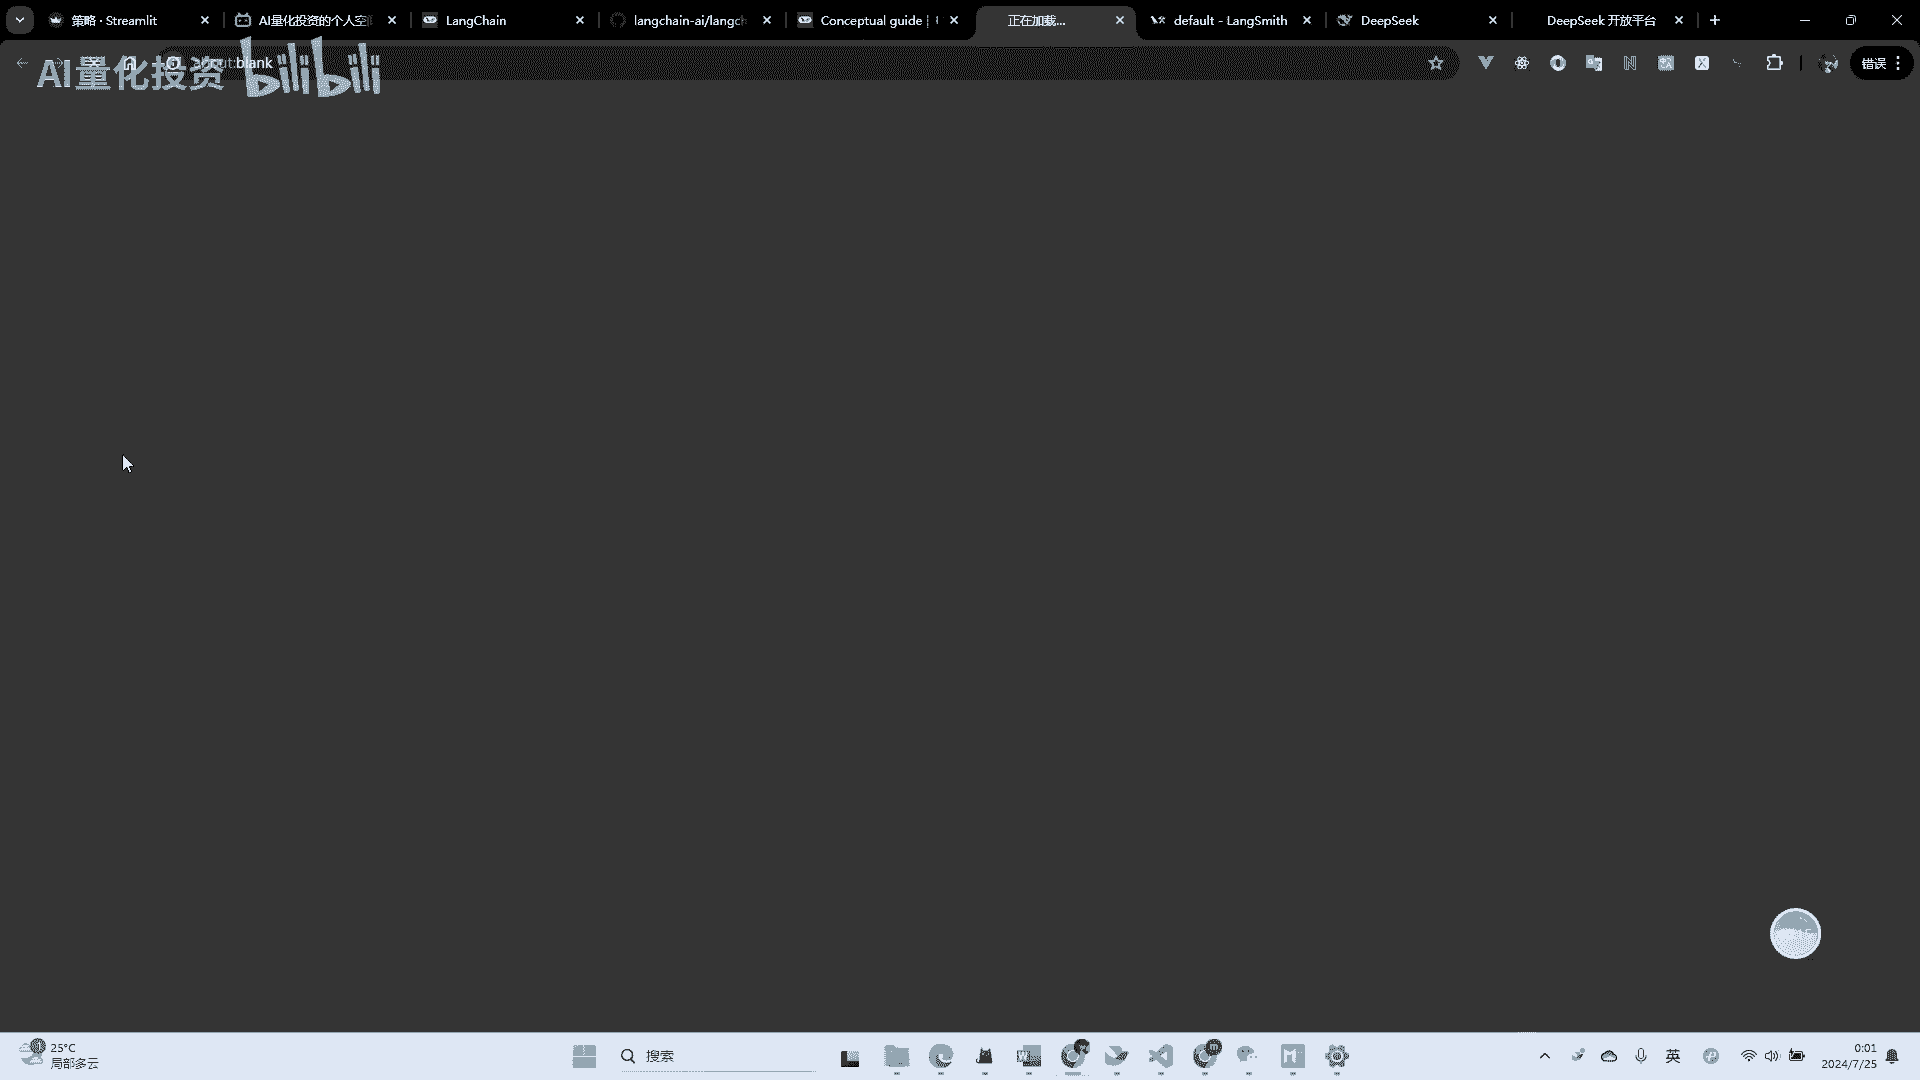 策略 · Streamlit
AI量化投资的个人空
LangChain
langchain-ai/langc
Conceptual guide |
正在加载...
default - LangSmith
DeepSeek
DeepSeek 开放平台
about:blank
错误
AI量化投资 bilibili
25°C
局部多云
搜索
英
0:01
2024/7/25